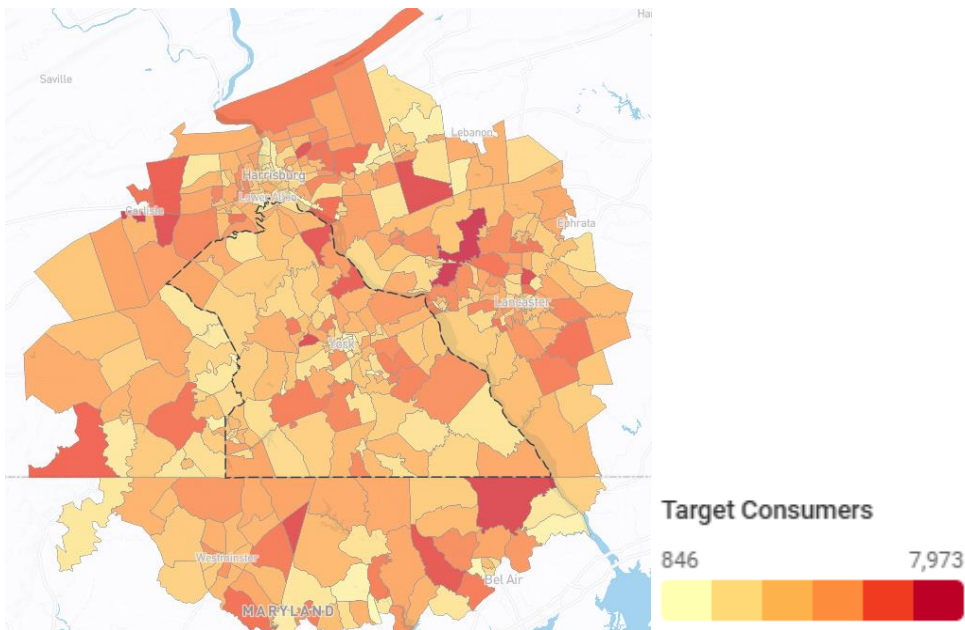 Saville
Lebanon
Harrisburg
Lower Allen
Carlisle
Ephrata
Lancaster
York
Target Consumers
846 7,973
Westminster
Bel Air
MARYLAND